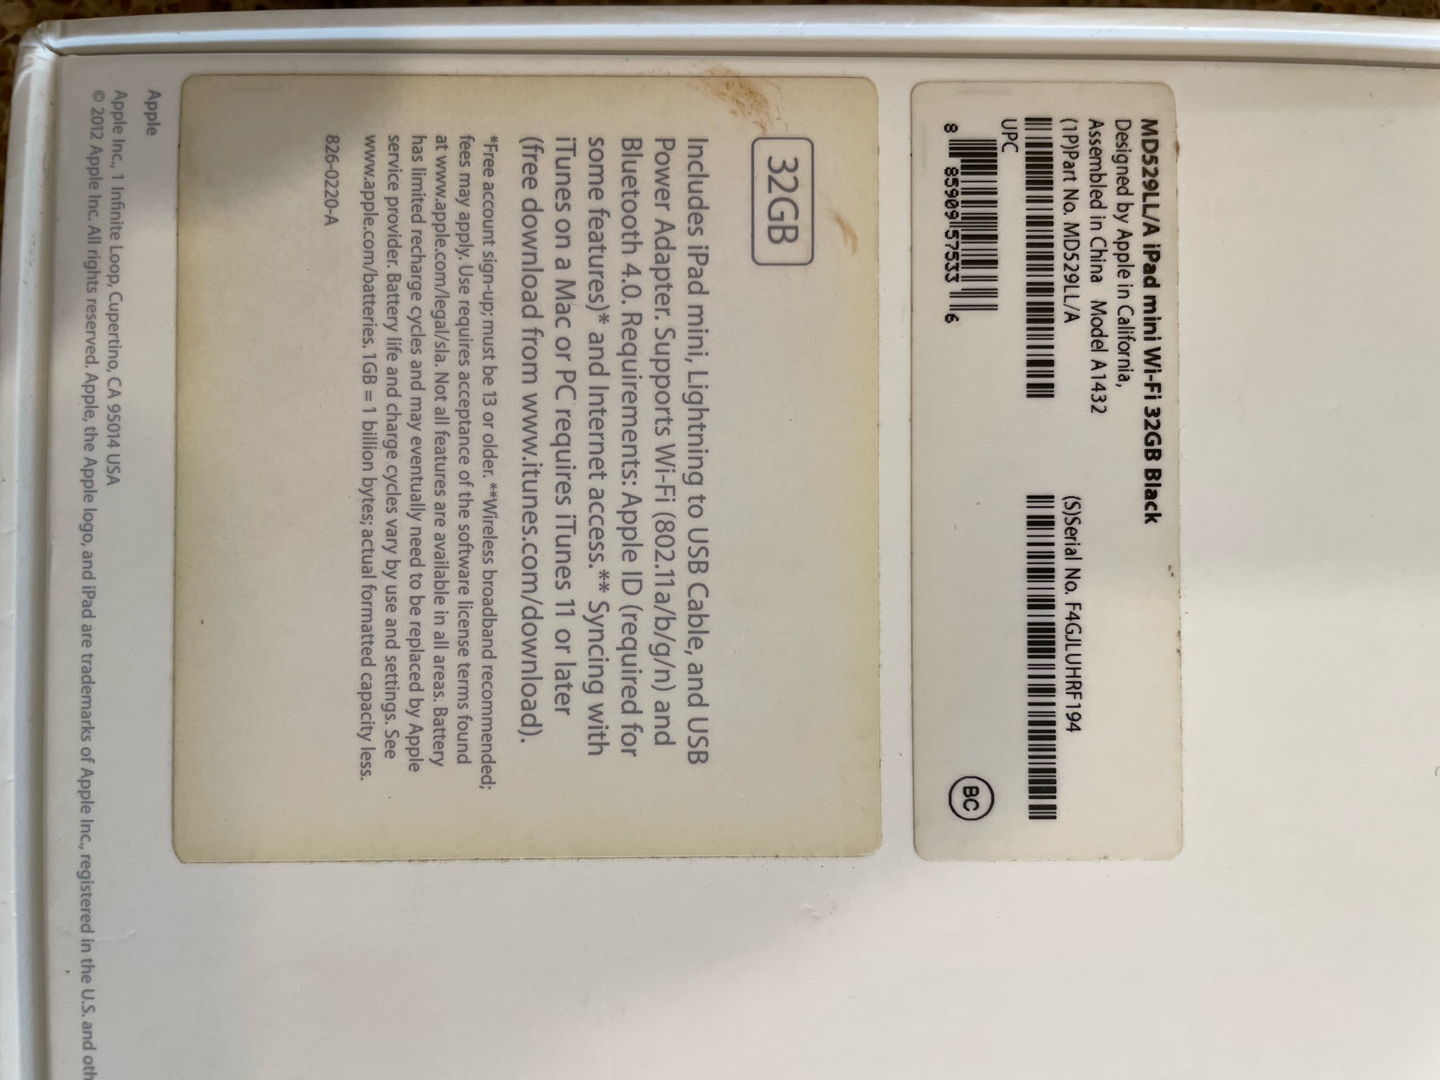 MD529LL/A iPad mini Wi-Fi 32GB Black
Designed by Apple in California,
Assembled in China Model A1432
(1P)Part No. MD529LL/A
(S)Serial No. F4GJLUHRF194
UPC
8 85909 57533 6
BC
32GB
Includes iPad mini, Lightning to USB Cable, and USB
Power Adapter. Supports Wi-Fi (802.11a/b/g/n) and
Bluetooth 4.0. Requirements: Apple ID (required for
some features)* and Internet access.** Syncing with
iTunes on a Mac or PC requires iTunes 11 or later
(free download from www.itunes.com/download).
*Free account sign-up; must be 13 or older. **Wireless broadband recommended;
fees may apply. Use requires acceptance of the software license terms found
at www.apple.com/legal/sla. Not all features are available in all areas. Battery
has limited recharge cycles and may eventually need to be replaced by Apple
service provider. Battery life and charge cycles vary by use and settings. See
www.apple.com/batteries. 1GB = 1 billion bytes; actual formatted capacity less.
826-0220-A
Apple
Apple Inc., 1 Infinite Loop, Cupertino, CA 95014 USA
© 2012 Apple Inc. All rights reserved. Apple, the Apple logo, and iPad are trademarks of Apple Inc., registered in the U.S. and oth